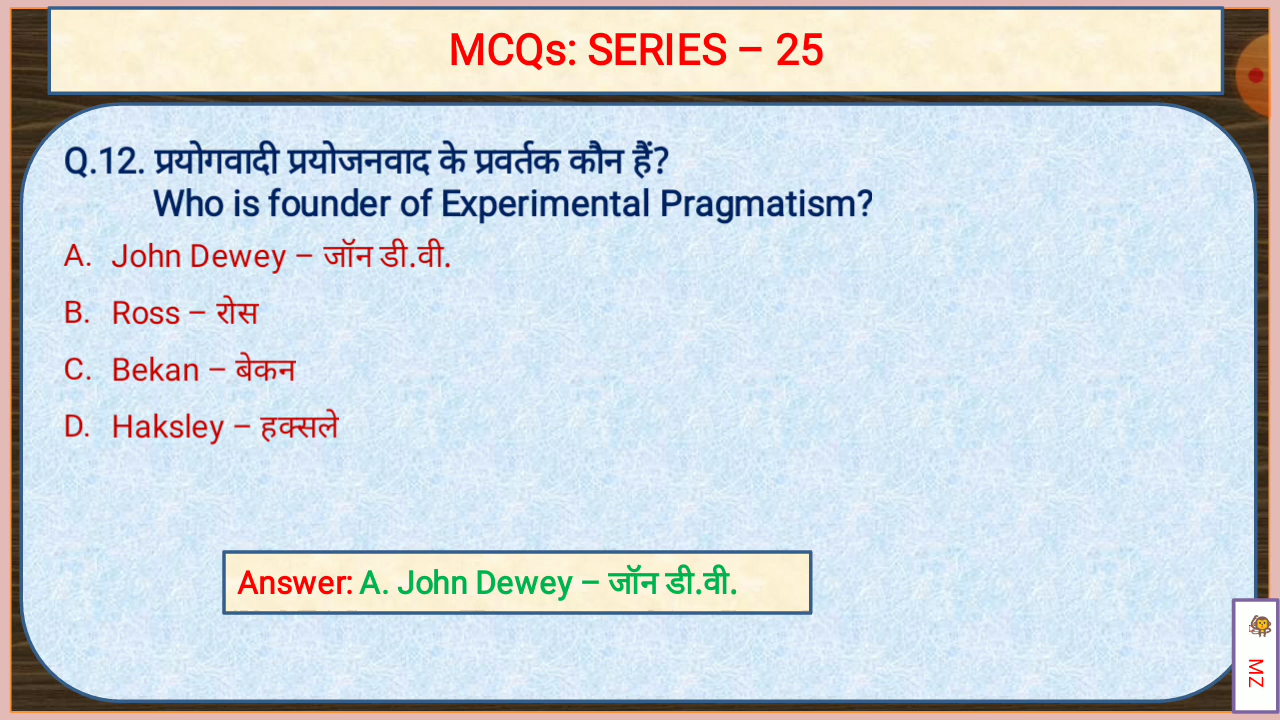 MCQs: SERIES – 25
Q.12. प्रयोगवादी प्रयोजनवाद के प्रवर्तक कौन हैं?
Who is founder of Experimental Pragmatism?
A. John Dewey – जॉन डी.वी.
B. Ross – रोस
C. Bekan – बेकन
D. Haksley – हक्सले
Answer: A. John Dewey – जॉन डी.वी.
MZ